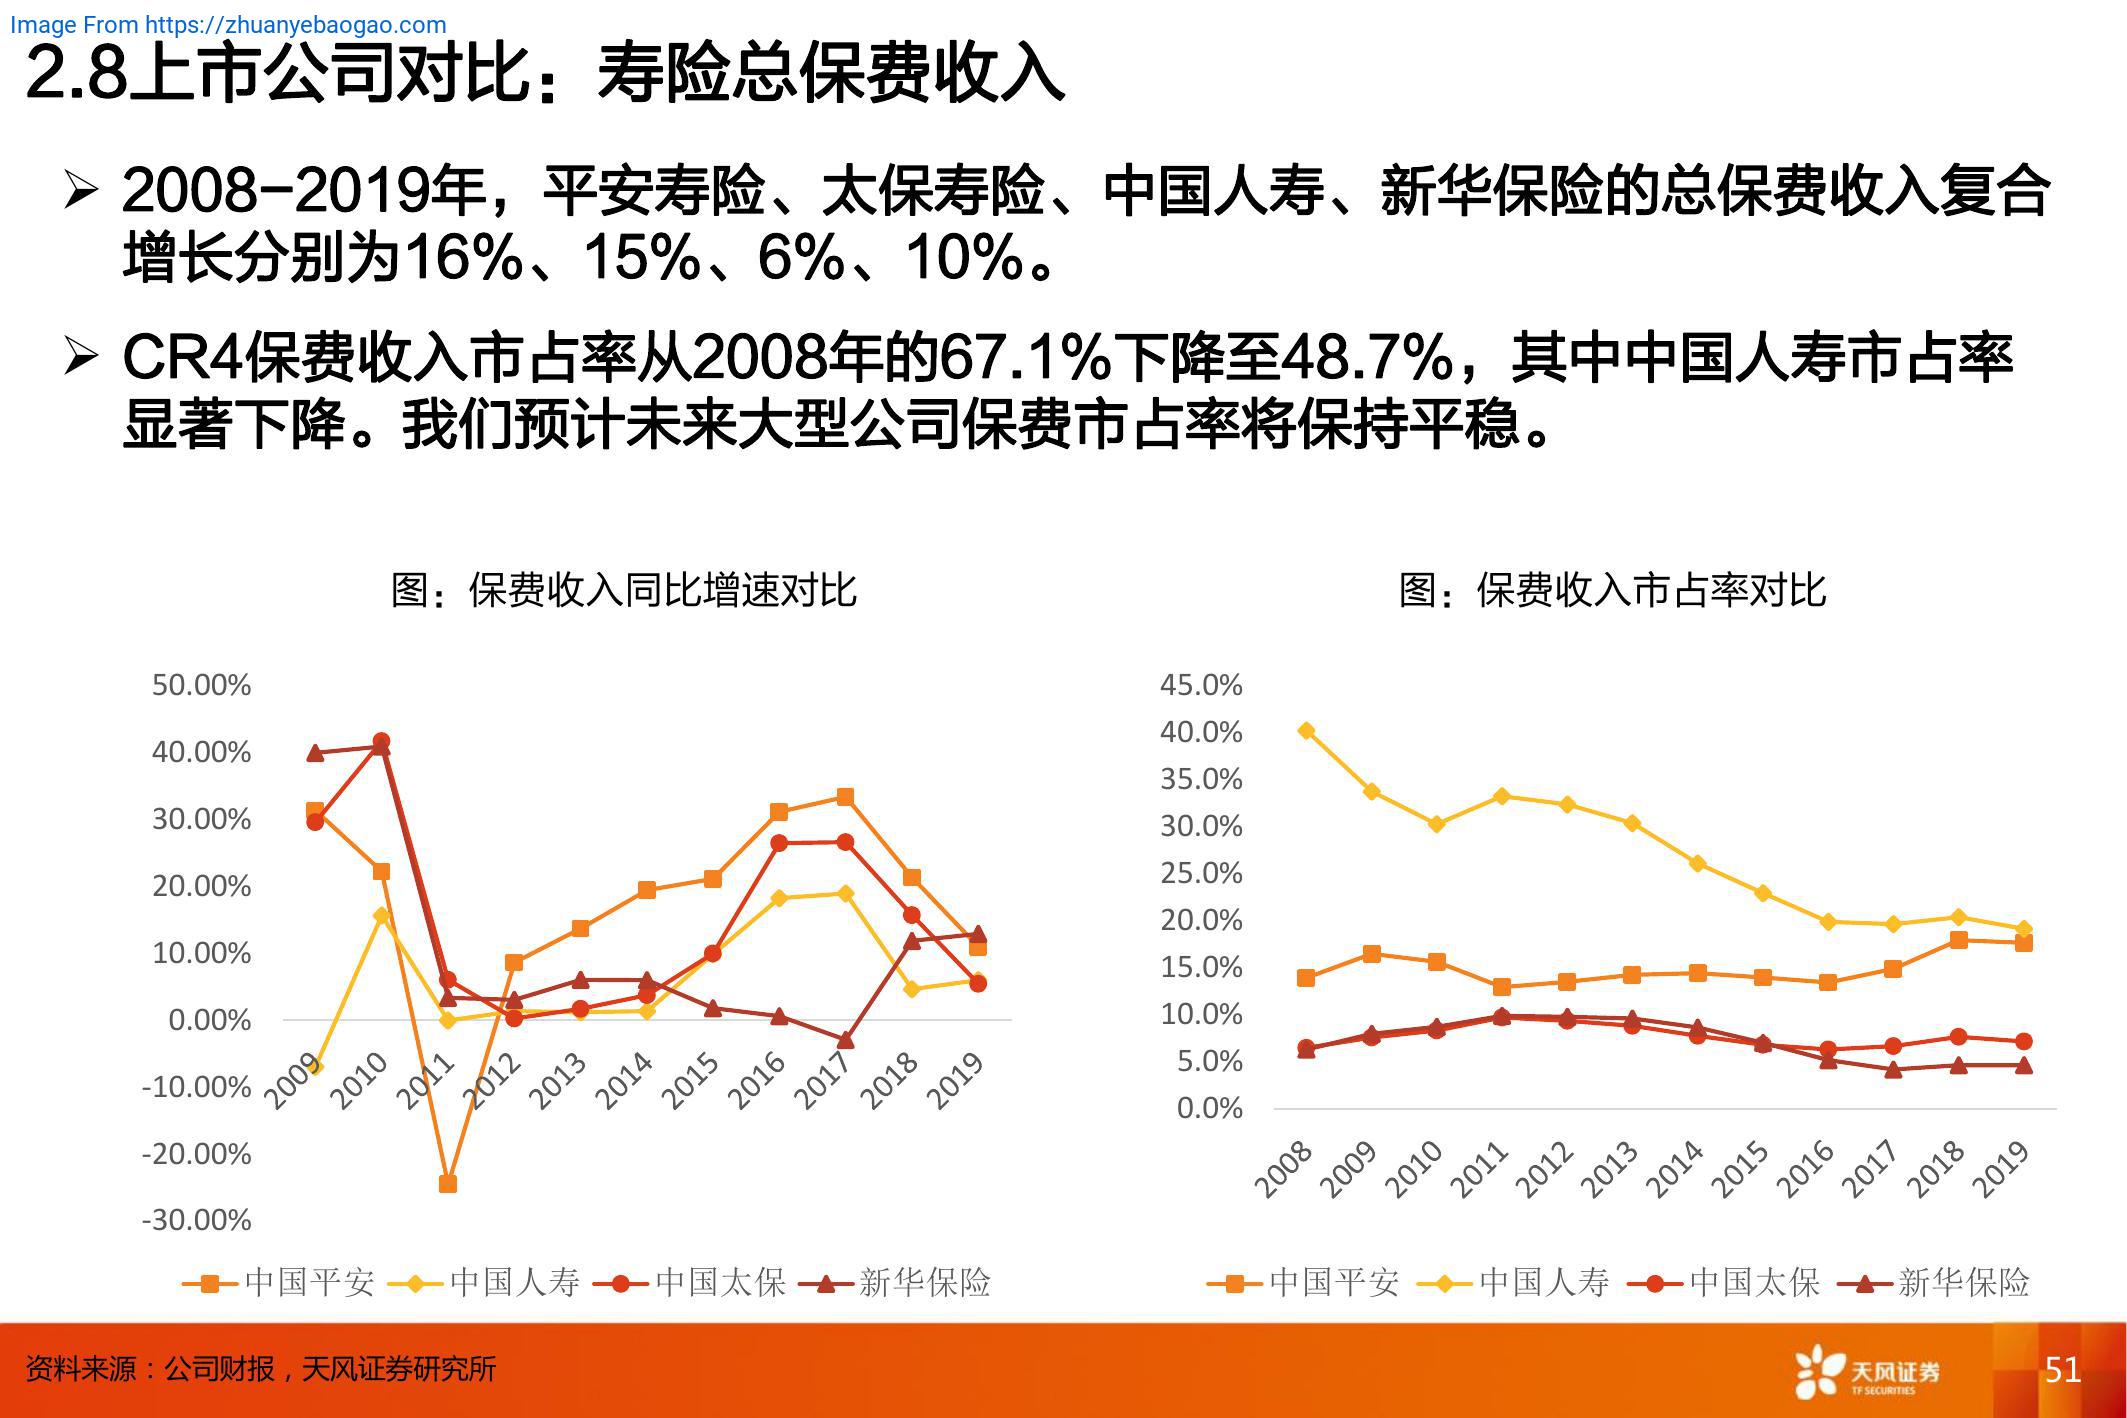 Image From https://zhuanyebaogao.com
2.8上市公司对比：寿险总保费收入
➢ 2008-2019年，平安寿险、太保寿险、中国人寿、新华保险的总保费收入复合
增长分别为16%、15%、6%、10%。
➢ CR4保费收入市占率从2008年的67.1%下降至48.7%，其中中国人寿市占率
显著下降。我们预计未来大型公司保费市占率将保持平稳。
图：保费收入同比增速对比
50.00%
40.00%
30.00%
20.00%
10.00%
0.00%
-10.00%
-20.00%
-30.00%
2009 2010 2011 2012 2013 2014 2015 2016 2017 2018 2019
中国平安 中国人寿 中国太保 新华保险
图：保费收入市占率对比
45.0%
40.0%
35.0%
30.0%
25.0%
20.0%
15.0%
10.0%
5.0%
0.0%
2008 2009 2010 2011 2012 2013 2014 2015 2016 2017 2018 2019
中国平安 中国人寿 中国太保 新华保险
资料来源：公司财报，天风证券研究所
天风证券
TF SECURITIES
51